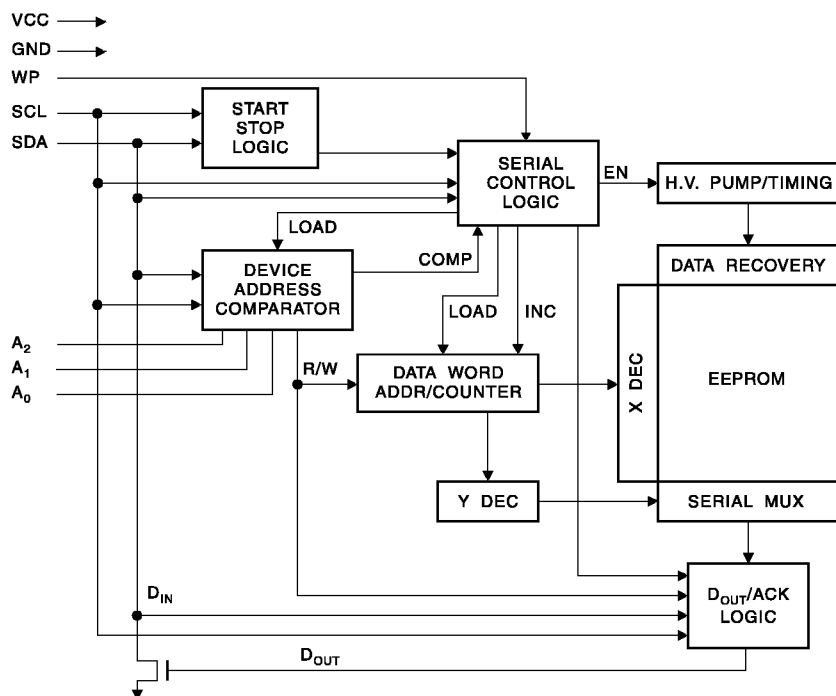 VCC
GND
WP
SCL
SDA
START
STOP
LOGIC
SERIAL
CONTROL
LOGIC
EN
H.V. PUMP/TIMING
LOAD
COMP
DEVICE
ADDRESS
COMPARATOR
LOAD
INC
DATA RECOVERY
A2
A1
A0
R/W
DATA WORD
ADDR/COUNTER
X DEC
EEPROM
Y DEC
SERIAL MUX
DIN
DOUT/ACK
LOGIC
DOUT